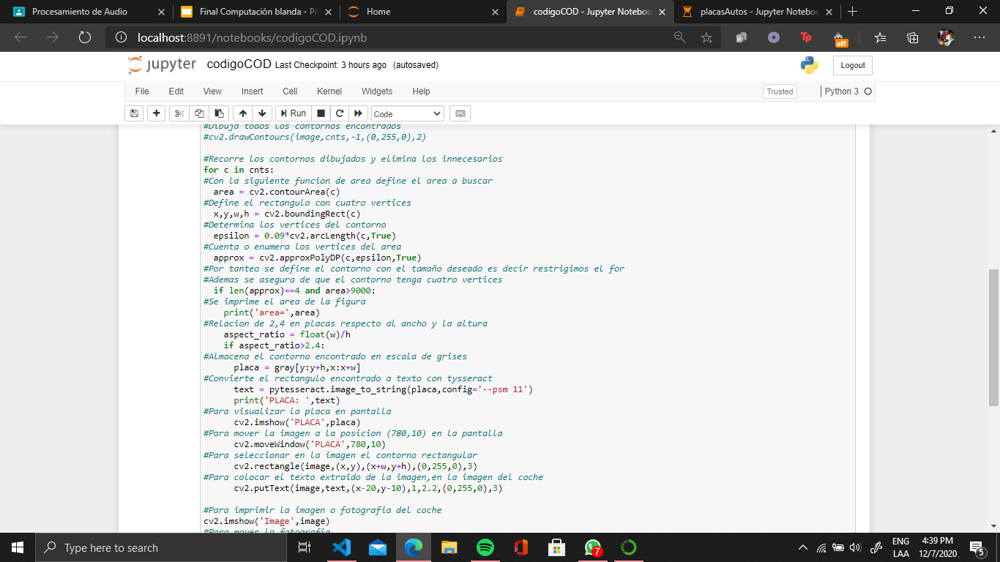 Procesamiento de Audio
Final Computación blanda - Pr
Home
codigoCOD - Jupyter Noteboo
placasAutos - Jupyter Noteboo
localhost:8891/notebooks/codigoCOD.ipynb
Tp
off
jupyter
codigoCOD Last Checkpoint: 3 hours ago (autosaved)
Logout
File Edit View Insert Cell Kernel Widgets Help
Trusted
Python 3
Run
Code
#Dibuja todos los contornos encontrados
#cv2.drawContours(image,cnts,-1,(0,255,0),2)
#Recorre los contornos dibujados y elimina los innecesarios
for c in cnts:
#Con la siguiente funcion de area define el area a buscar
area = cv2.contourArea(c)
#Define el rectangulo con cuatro vertices
x,y,w,h = cv2.boundingRect(c)
#Determina los vertices del contorno
epsilon = 0.09*cv2.arcLength(c,True)
#Cuenta o enumera los vertices del area
approx = cv2.approxPolyDP(c,epsilon,True)
#Por tanteo se define el contorno con el tamaño deseado es decir restrigimos el for
#Ademas se asegura de que el contorno tenga cuatro vertices
if len(approx)==4 and area>9000:
#Se imprime el area de la figura
print('area=',area)
#Relacion de 2,4 en placas respecto al ancho y la altura
aspect_ratio = float(w)/h
if aspect_ratio>2.4:
#Almacena el contorno encontrado en escala de grises
placa = gray[y:y+h,x:x+w]
#Convierte el rectangulo encontrado a texto con tysseract
text = pytesseract.image_to_string(placa,config='--psm 11')
print('PLACA: ',text)
#Para visualizar la placa en pantalla
cv2.imshow('PLACA',placa)
#Para mover la imagen a la posicion (780,10) en la pantalla
cv2.moveWindow('PLACA',780,10)
#Para seleccionar en la imagen el contorno rectangular
cv2.rectangle(image,(x,y),(x+w,y+h),(0,255,0),3)
#Para colocar el texto extraido de la imagen,en la imagen del coche
cv2.putText(image,text,(x-20,y-10),1,2.2,(0,255,0),3)
#Para imprimir la imagen o fotografia del coche
cv2.imshow('Image',image)
#Para mover la fotografia
Type here to search
7
ENG
LAA
4:39 PM
12/7/2020
5